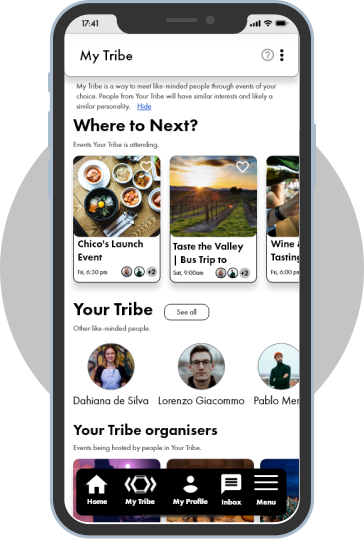 17:41
My Tribe
?
My Tribe is a way to meet like-minded people through events of your
choice. People from Your Tribe will have similar interests and likely a
similar personality. Hide
Where to Next?
Events Your Tribe is attending.
Chico's Launch
Event
Fri, 6:30 pm
+2
Taste the Valley
| Bus Trip to
Sat, 9:00am
+2
Wine &
Tasting
Fri, 6:00 pm
Your Tribe
See all
Other like-minded people.
Dahiana de Silva
Lorenzo Giacommo
Pablo Mer
Your Tribe organisers
Events being hosted by people in Your Tribe.
Home
My Tribe
My Profile
Inbox
Menu